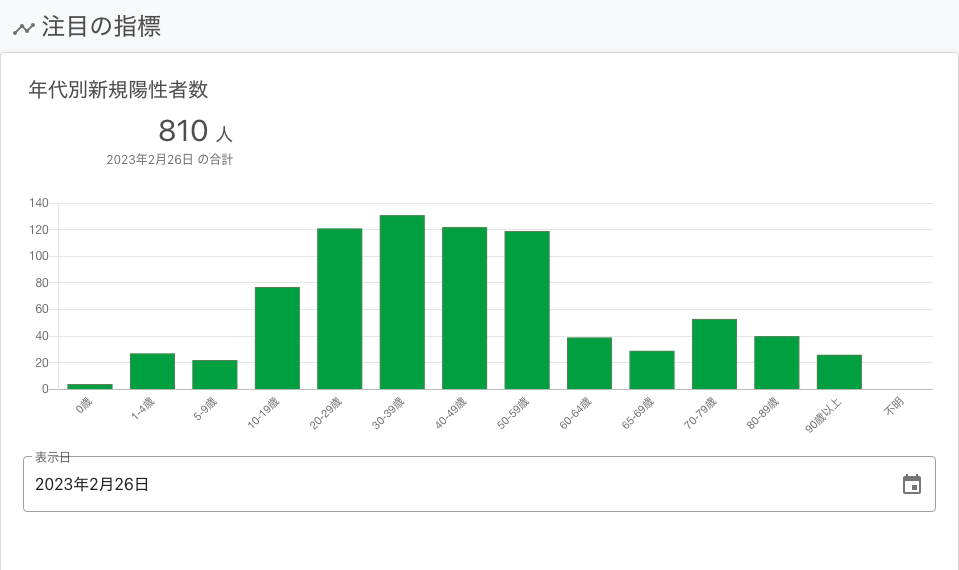 注目の指標
年代別新規陽性者数
810 人
2023年2月26日 の合計
140
120
100
80
60
40
20
0
0歳
1-4歳
5-9歳
10-19歳
20-29歳
30-39歳
40-49歳
50-59歳
60-64歳
65-69歳
70-79歳
80-89歳
90歳以上
不明
表示日
2023年2月26日